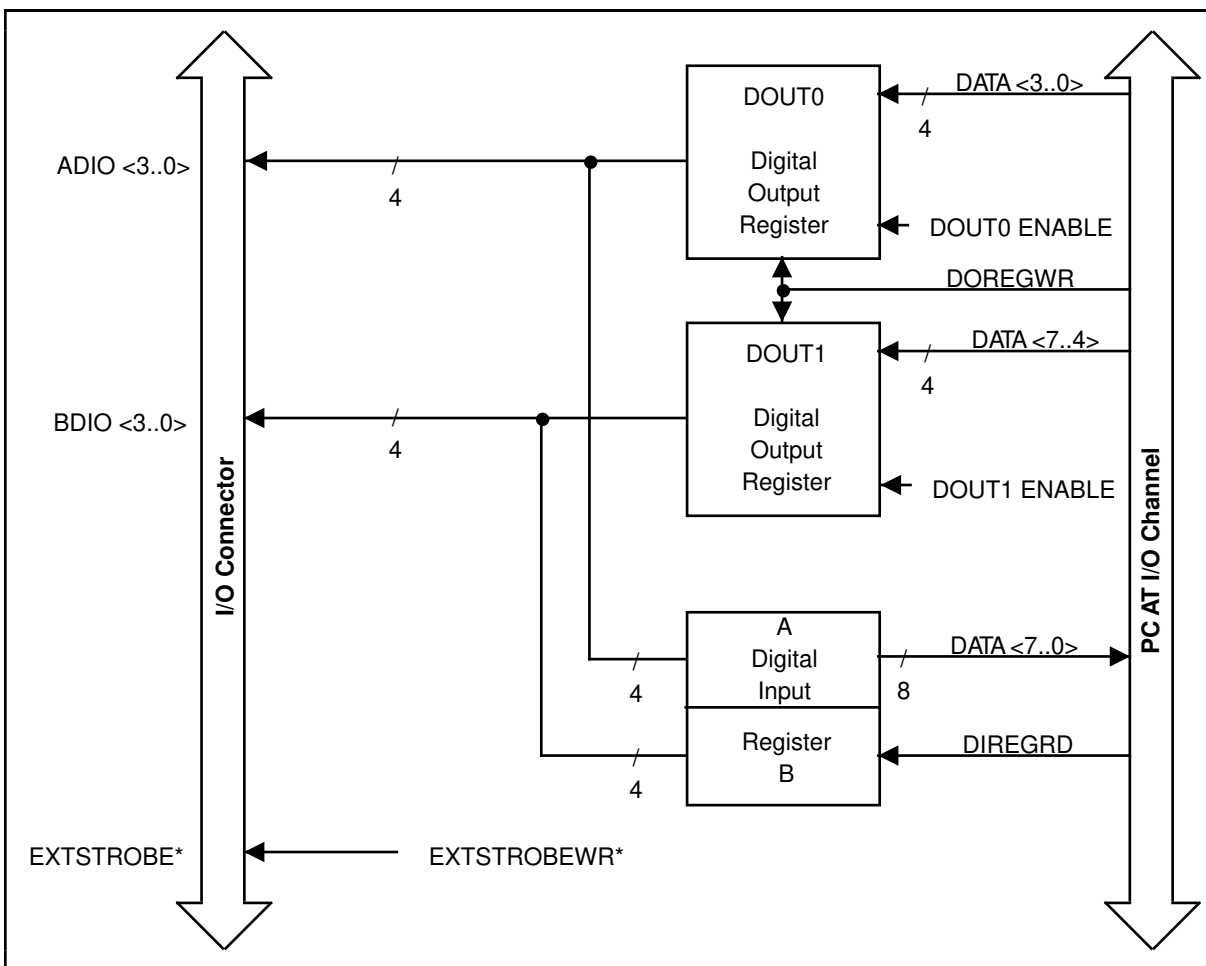 DOUT0
Digital
Output
Register
DATA <3..0>
4
DOUT0 ENABLE
ADIO <3..0>
4
DOREGWR
DOUT1
Digital
Output
Register
DATA <7..4>
4
DOUT1 ENABLE
BDIO <3..0>
4
I/O Connector
PC AT I/O Channel
A
Digital
Input
Register
B
4
4
DATA <7..0>
8
DIREGRD
EXTSTROBE*
EXTSTROBEWR*